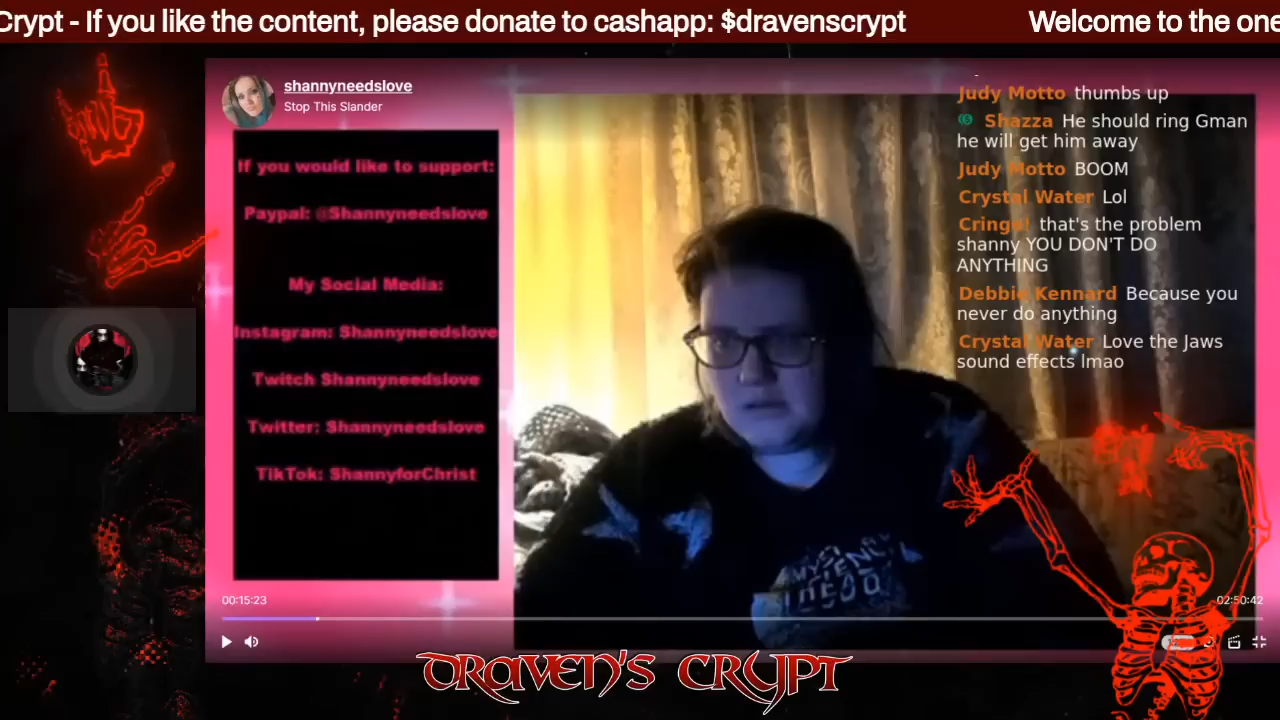 Crypt - If you like the content, please donate to cashapp: $dravenscrypt
Welcome to the one
shannyneedslove
Stop This Slander
If you would like to support:
Paypal: @Shannyneedslove
My Social Media:
Instagram: Shannyneedslove
Twitch Shannyneedslove
Twitter: Shannyneedslove
TikTok: ShannyforChrist
Judy Motto thumbs up
Shazza He should ring Gman
he will get him away
Judy Motto BOOM
Crystal Water Lol
Cringe! that's the problem
shanny YOU DON'T DO
ANYTHING
Debbie Kennard Because you
never do anything
Crystal Water Love the Jaws
sound effects lmao
00:15:23
02:50:42
DRAVEN'S CRYPT